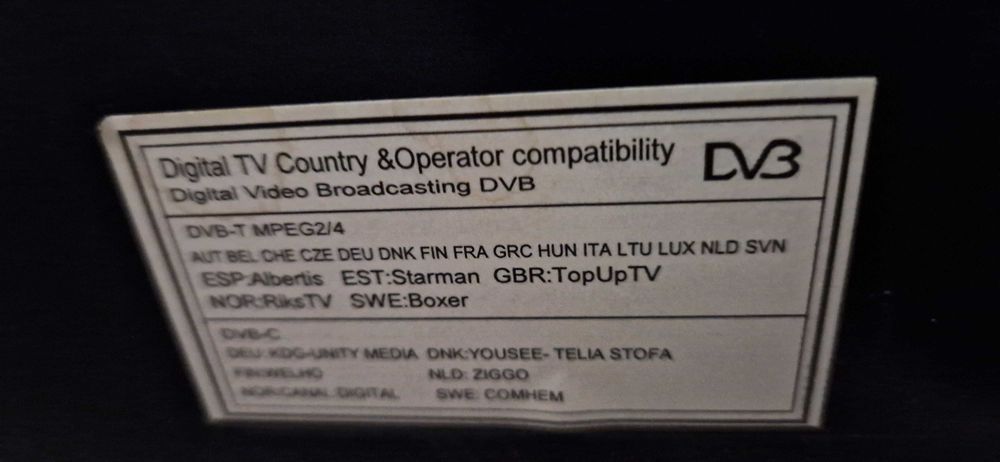 Digital TV Country &Operator compatibility
DVB
Digital Video Broadcasting DVB
DVB-T MPEG2/4
AUT BEL CHE CZE DEU DNK FIN FRA GRC HUN ITA LTU LUX NLD SVN
ESP:Albertis EST:Starman GBR:TopUpTV
NOR:RiksTV SWE:Boxer
DVB-C
DEU: KDG-UNITY MEDIA DNK:YOUSEE- TELIA STOFA
FIN:WELHO NLD: ZIGGO
NOR:CANAL DIGITAL SWE: COMHEM